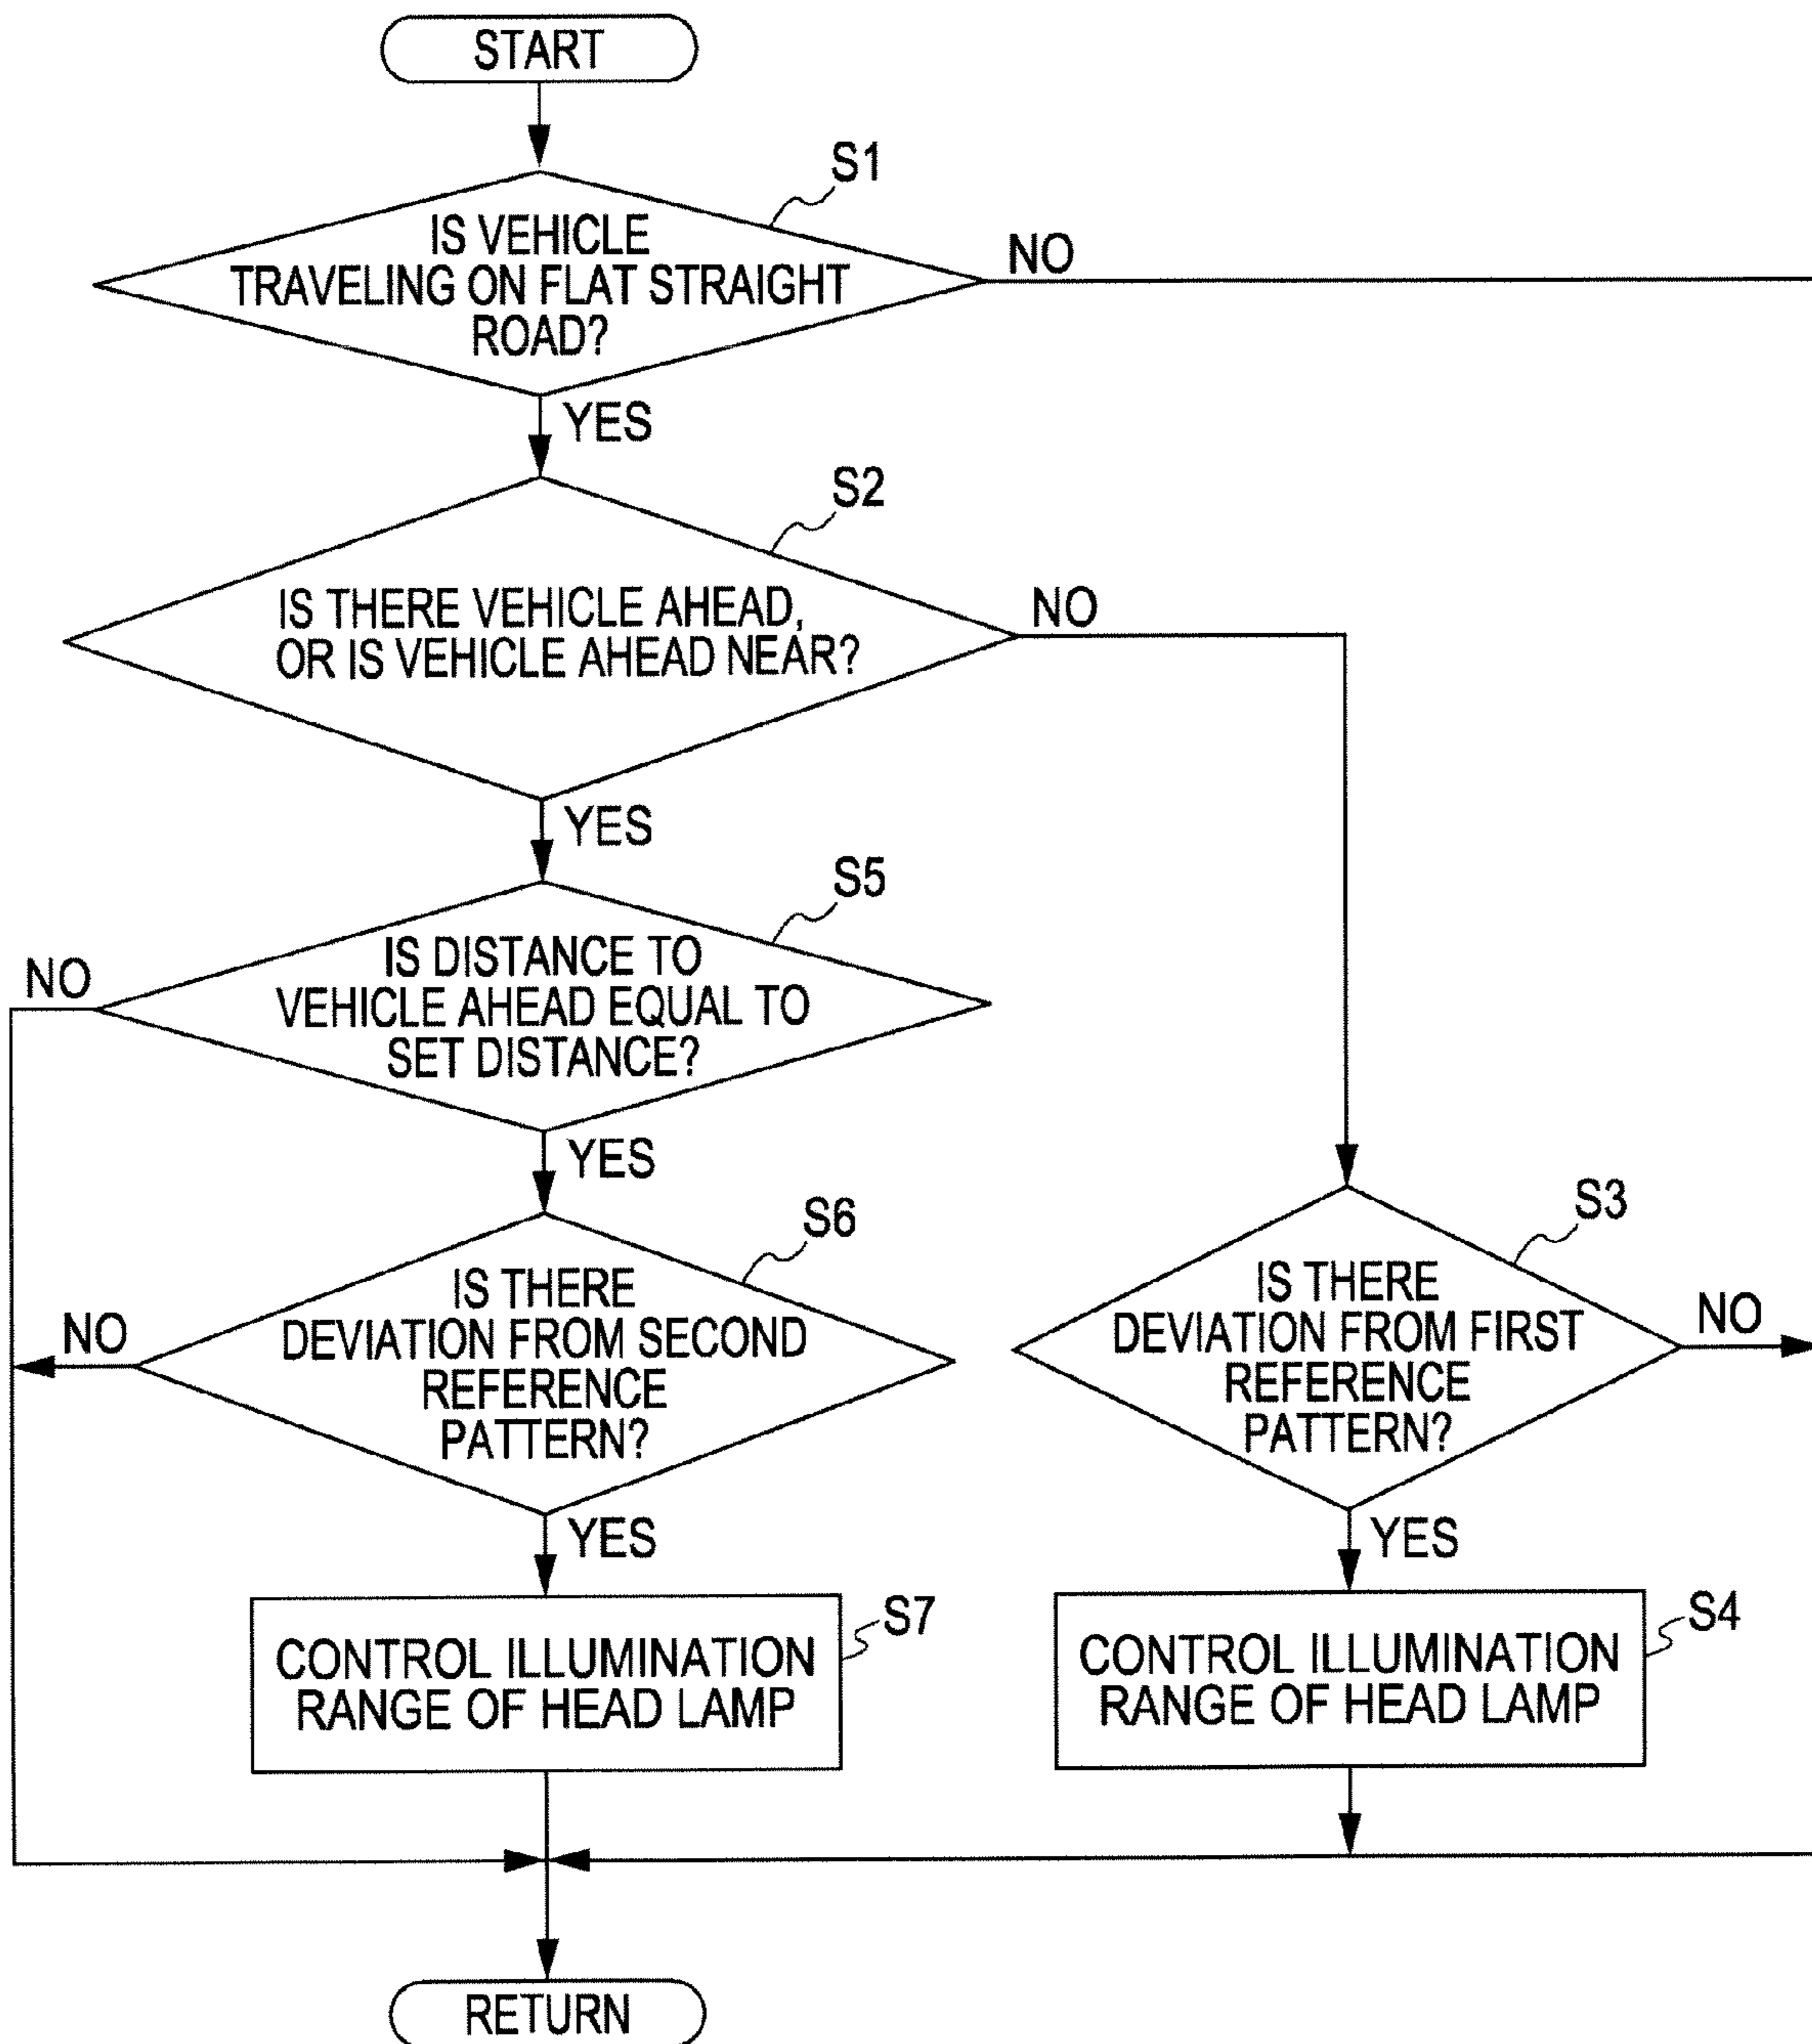 START
S1
IS VEHICLE
TRAVELING ON FLAT STRAIGHT
ROAD?
NO
YES
S2
IS THERE VEHICLE AHEAD,
OR IS VEHICLE AHEAD NEAR?
NO
YES
S5
IS DISTANCE TO
VEHICLE AHEAD EQUAL TO
SET DISTANCE?
NO
YES
S6
IS THERE
DEVIATION FROM SECOND
REFERENCE
PATTERN?
NO
YES
S3
IS THERE
DEVIATION FROM FIRST
REFERENCE
PATTERN?
NO
YES
S7
CONTROL ILLUMINATION
RANGE OF HEAD LAMP
S4
CONTROL ILLUMINATION
RANGE OF HEAD LAMP
RETURN